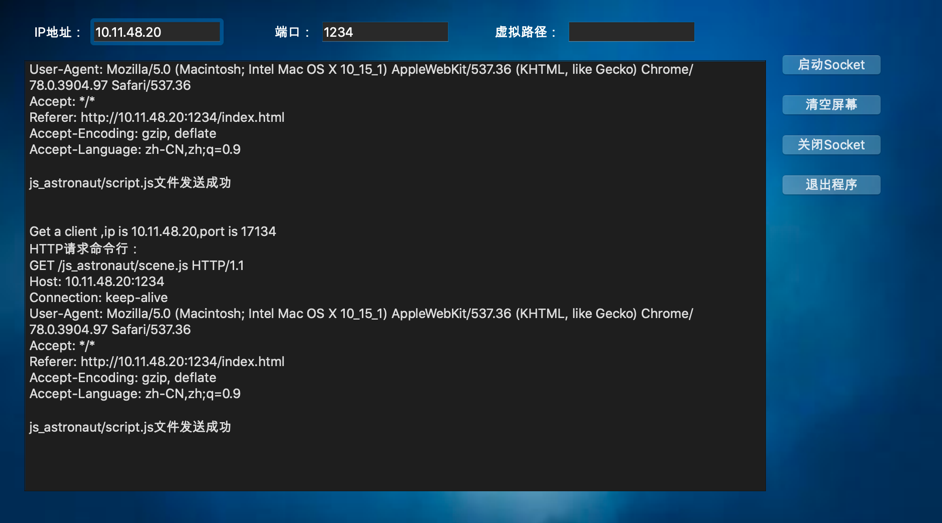 IP地址： 10.11.48.20 端口： 1234 虚拟路径：
User-Agent: Mozilla/5.0 (Macintosh; Intel Mac OS X 10_15_1) AppleWebKit/537.36 (KHTML, like Gecko) Chrome/
78.0.3904.97 Safari/537.36
Accept: */*
Referer: http://10.11.48.20:1234/index.html
Accept-Encoding: gzip, deflate
Accept-Language: zh-CN,zh;q=0.9
js_astronaut/script.js文件发送成功
Get a client ,ip is 10.11.48.20,port is 17134
HTTP请求命令行：
GET /js_astronaut/scene.js HTTP/1.1
Host: 10.11.48.20:1234
Connection: keep-alive
User-Agent: Mozilla/5.0 (Macintosh; Intel Mac OS X 10_15_1) AppleWebKit/537.36 (KHTML, like Gecko) Chrome/
78.0.3904.97 Safari/537.36
Accept: */*
Referer: http://10.11.48.20:1234/index.html
Accept-Encoding: gzip, deflate
Accept-Language: zh-CN,zh;q=0.9
js_astronaut/script.js文件发送成功
启动Socket
清空屏幕
关闭Socket
退出程序